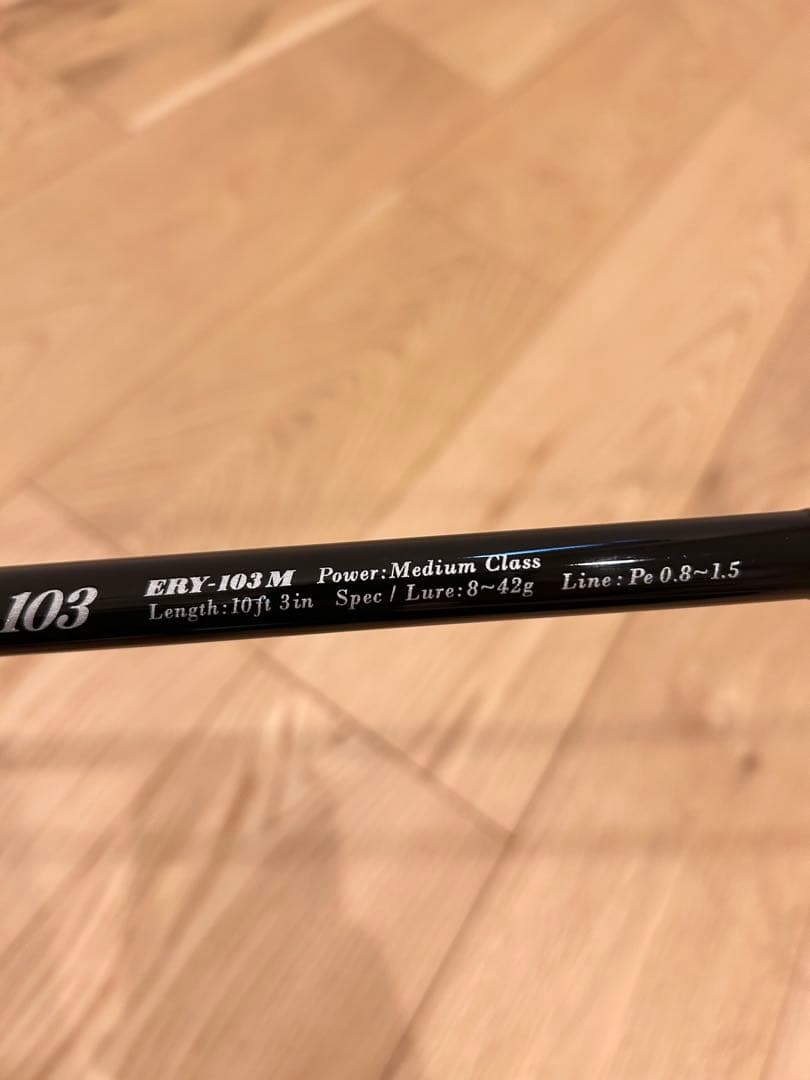 103
ERY-103M Power:Medium Class
Length:10ft 3in Spec / Lure:8~42g Line: Pe 0.8~1.5